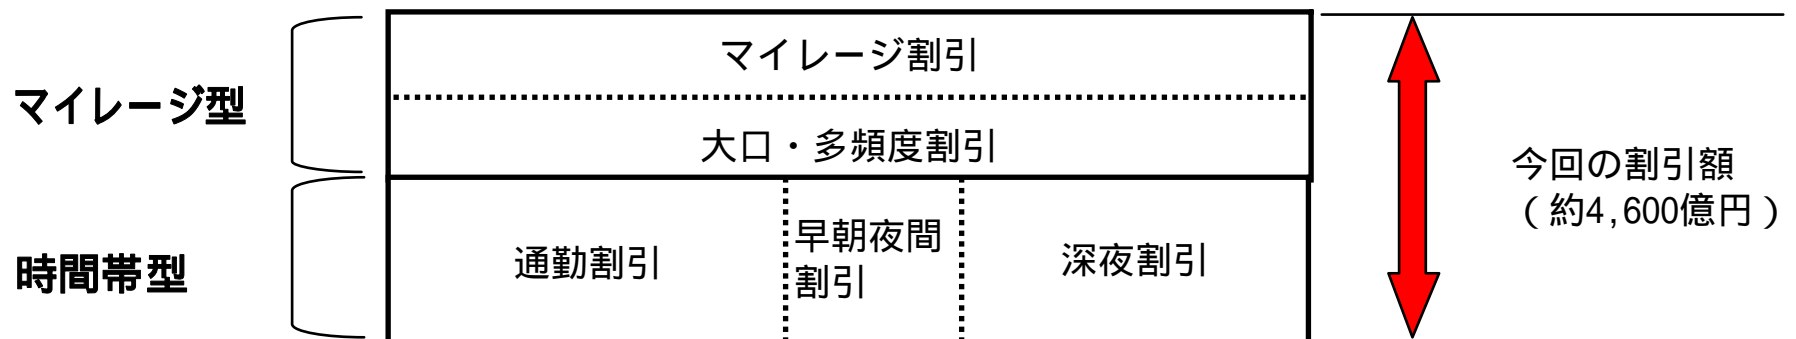 マイレージ割引
マイレージ型
大口・多頻度割引
今回の割引額
（約4,600億円）
時間帯型
通勤割引
早朝夜間
割引
深夜割引